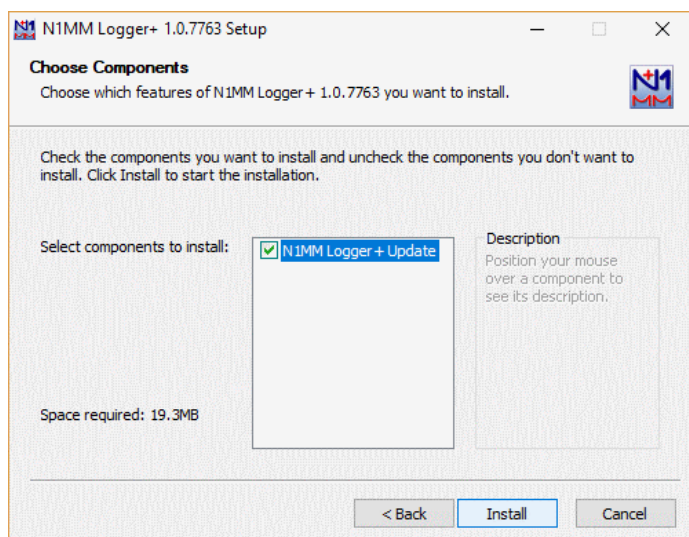 N1MM Logger+ 1.0.7763 Setup
Choose Components
Choose which features of N1MM Logger+ 1.0.7763 you want to install.
N+1
MM
Check the components you want to install and uncheck the components you don't want to
install. Click Install to start the installation.
Select components to install:
N1MM Logger+ Update
Description
Position your mouse
over a component to
see its description.
Space required: 19.3MB
< Back
Install
Cancel